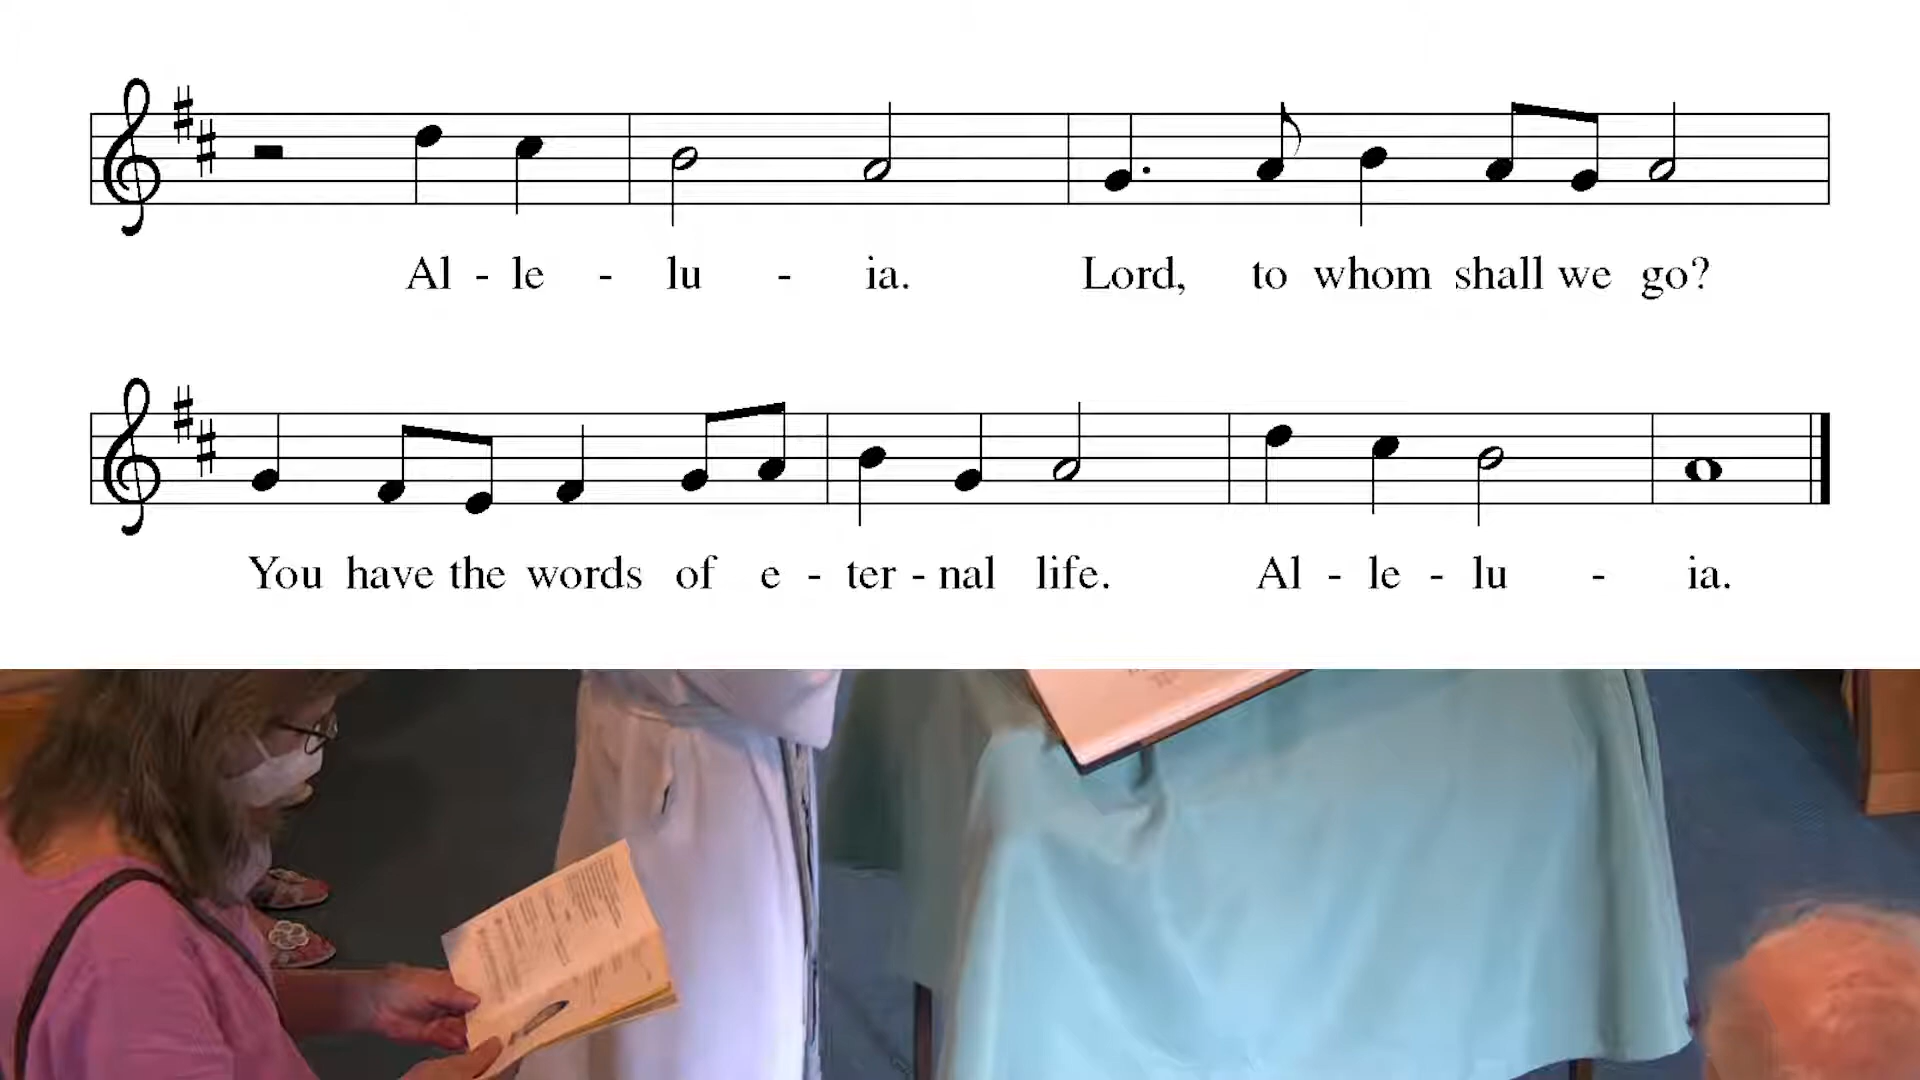 Al - le - lu - ia. Lord, to whom shall we go?
You have the words of e - ter - nal life. Al - le - lu - ia.